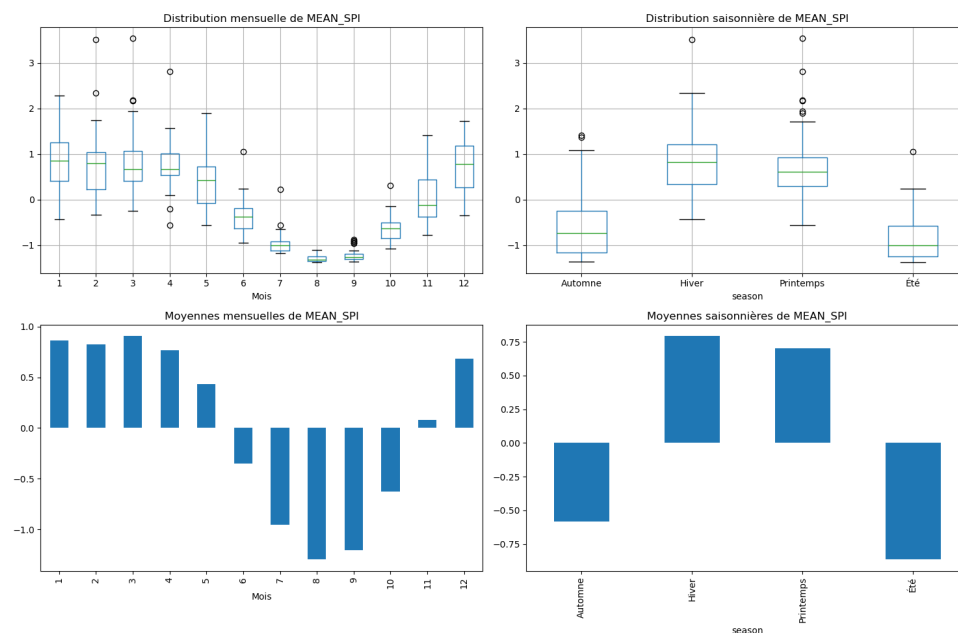 Distribution mensuelle de MEAN_SPI
3
2
1
0
−1
1 2 3 4 5 6 7 8 9 10 11 12
Mois
Distribution saisonnière de MEAN_SPI
3
2
1
0
−1
Automne Hiver Printemps Été
season
Moyennes mensuelles de MEAN_SPI
1.0
0.5
0.0
−0.5
−1.0
1 2 3 4 5 6 7 8 9 10 11 12
Mois
Moyennes saisonnières de MEAN_SPI
0.75
0.50
0.25
0.00
−0.25
−0.50
−0.75
Automne Hiver Printemps Été
season